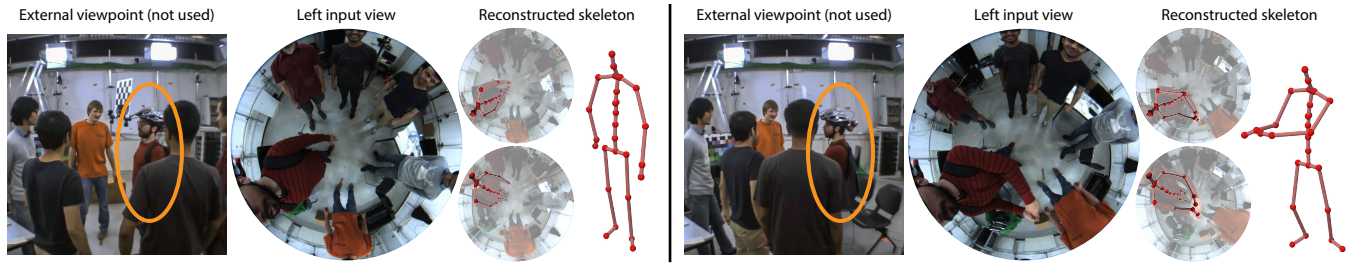 External viewpoint (not used)
Left input view
Reconstructed skeleton
External viewpoint (not used)
Left input view
Reconstructed skeleton